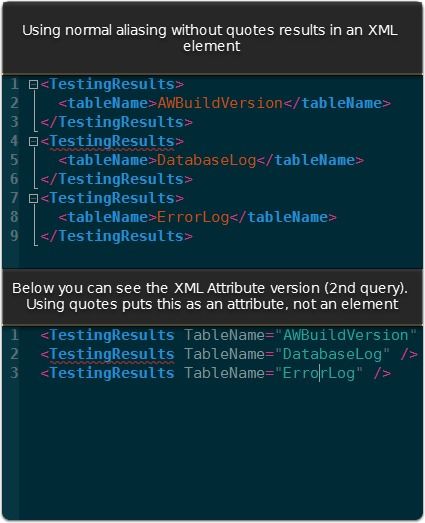 Using normal aliasing without quotes results in an XML
element
1 <TestingResults>
2 <tableName>AWBuildVersion</tableName>
3 </TestingResults>
4 <TestingResults>
5 <tableName>DatabaseLog</tableName>
6 </TestingResults>
7 <TestingResults>
8 <tableName>ErrorLog</tableName>
9 </TestingResults>
Below you can see the XML Attribute version (2nd query).
Using quotes puts this as an attribute, not an element
1 <TestingResults TableName="AWBuildVersion"
2 <TestingResults TableName="DatabaseLog" />
3 <TestingResults TableName="ErrorLog" />